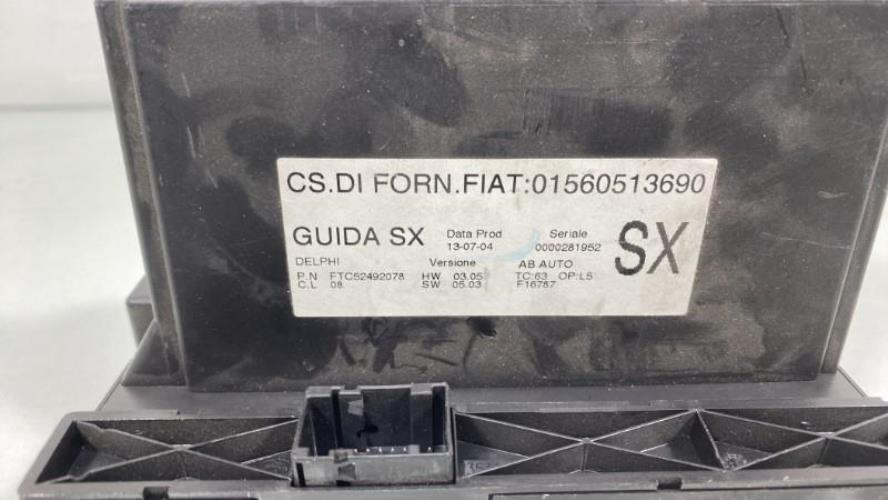 CS.DI FORN.FIAT:01560513690
GUIDA SX Data Prod 13-07-04 Seriale 0000281952 SX
DELPHI Versione AB AUTO
P.N FTC52492078 HW 03.05 TC:63 OP:L5
C.L 08 SW 05.03 F16787